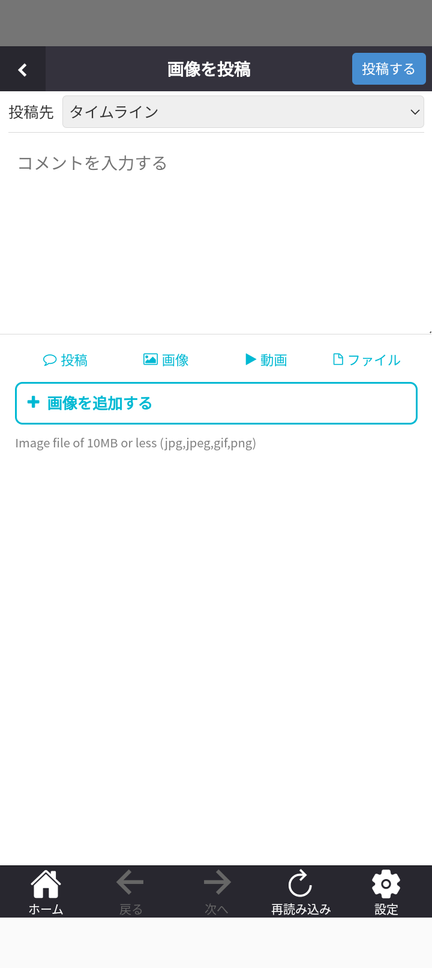 画像を投稿
投稿する
投稿先
タイムライン
コメントを入力する
投稿
画像
動画
ファイル
画像を追加する
Image file of 10MB or less (jpg,jpeg,gif,png)
ホーム
戻る
次へ
再読み込み
設定